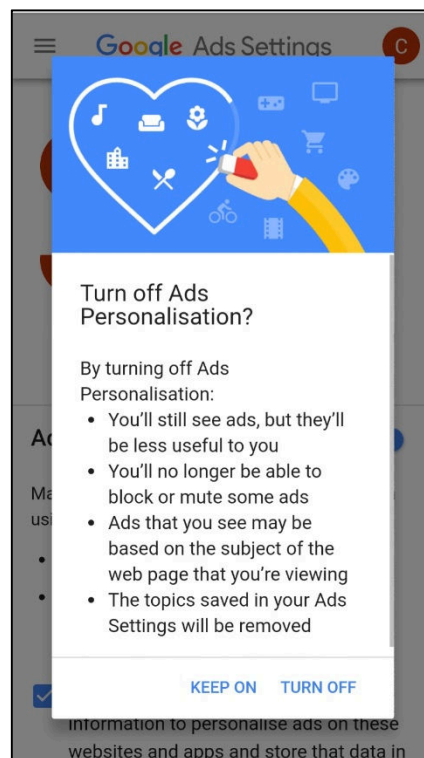 Google Ads Settings
C
Turn off Ads
Personalisation?
By turning off Ads
Personalisation:
• You'll still see ads, but they'll
be less useful to you
• You'll no longer be able to
block or mute some ads
• Ads that you see may be
based on the subject of the
web page that you're viewing
• The topics saved in your Ads
Settings will be removed
KEEP ON TURN OFF
information to personalise ads on these
websites and apps and store that data in